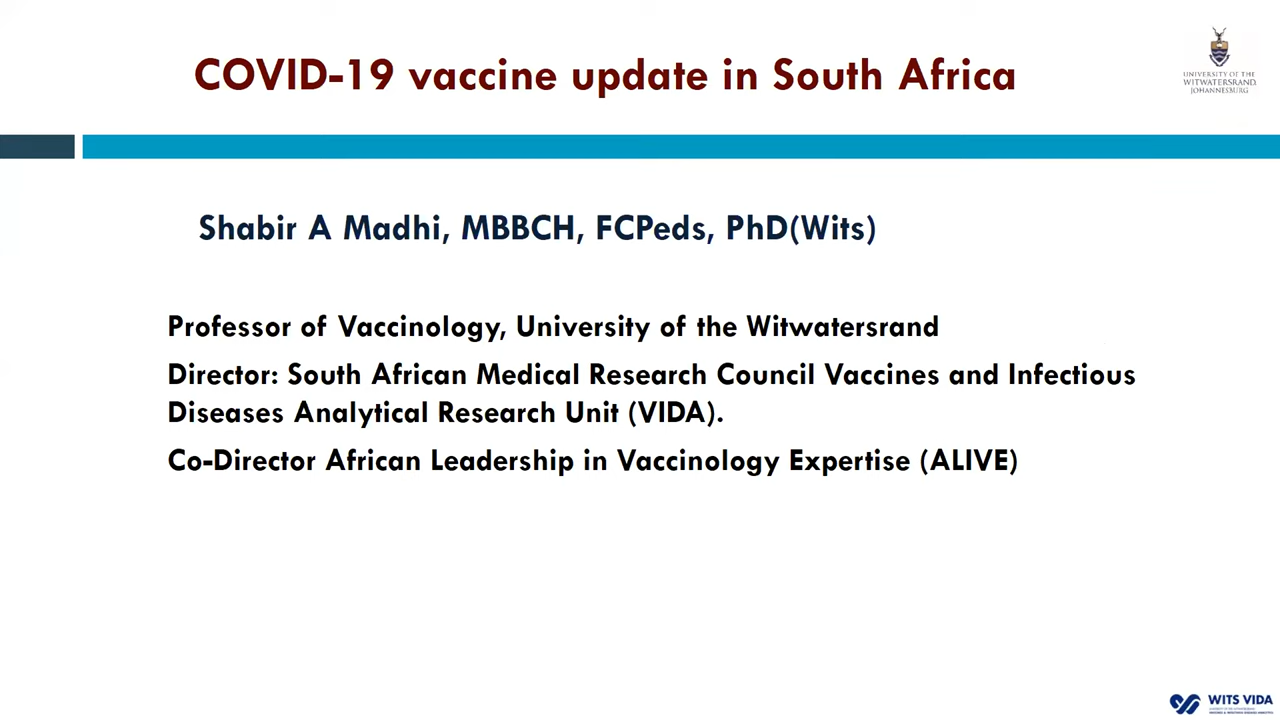 COVID-19 vaccine update in South Africa
UNIVERSITY OF THE
WITWATERSRAND,
JOHANNESBURG
Shabir A Madhi, MBBCH, FCPeds, PhD(Wits)
Professor of Vaccinology, University of the Witwatersrand
Director: South African Medical Research Council Vaccines and Infectious
Diseases Analytical Research Unit (VIDA).
Co-Director African Leadership in Vaccinology Expertise (ALIVE)
WITS VIDA